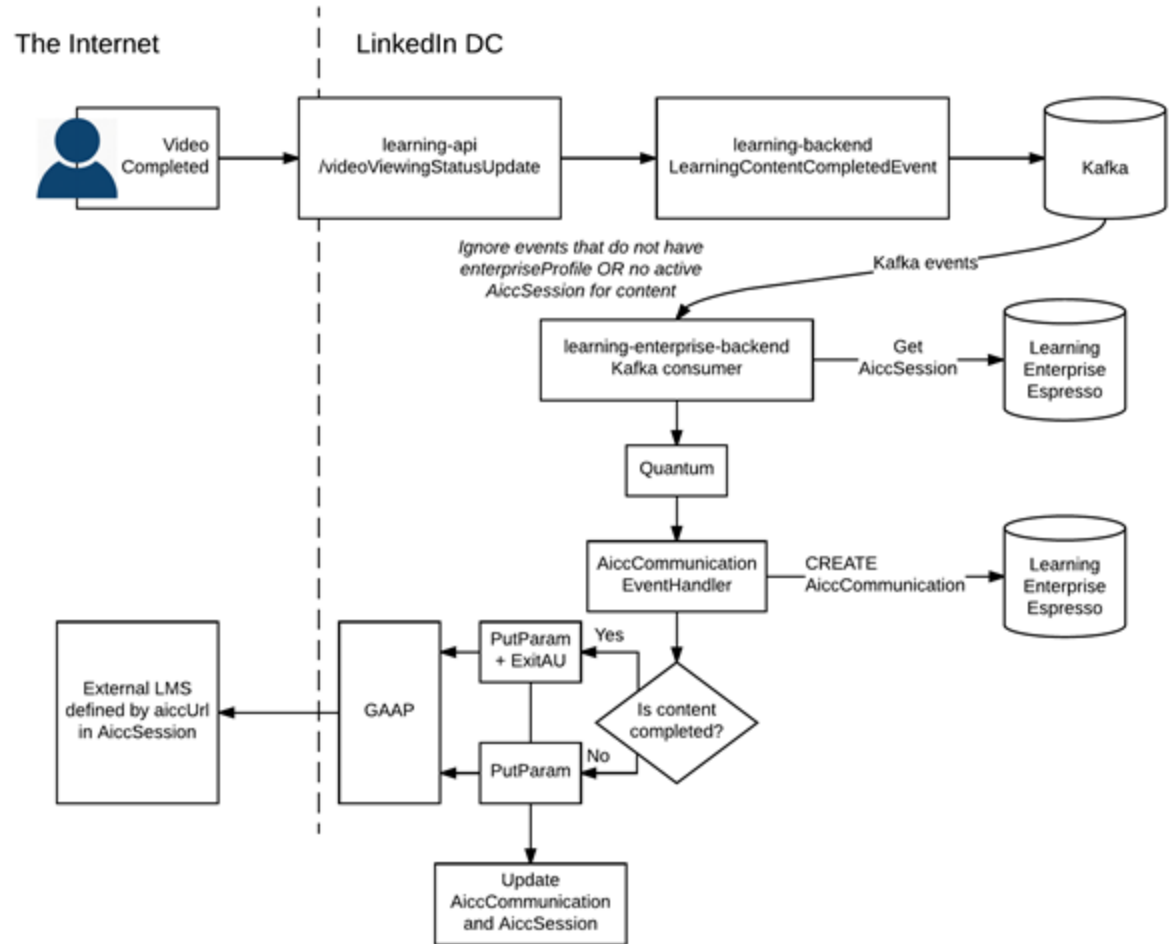 The Internet
LinkedIn DC
Video
Completed
learning-api
/videoViewingStatusUpdate
learning-backend
LearningContentCompletedEvent
Kafka
Ignore events that do not have
enterpriseProfile OR no active
AiccSession for content
Kafka events
learning-enterprise-backend
Kafka consumer
Get
AiccSession
Learning
Enterprise
Espresso
Quantum
AiccCommunication
EventHandler
CREATE
AiccCommunication
Learning
Enterprise
Espresso
External LMS
defined by aiccUrl
in AiccSession
GAAP
PutParam
+ ExitAU
Yes
Is content
completed?
No
PutParam
Update
AiccCommunication
and AiccSession